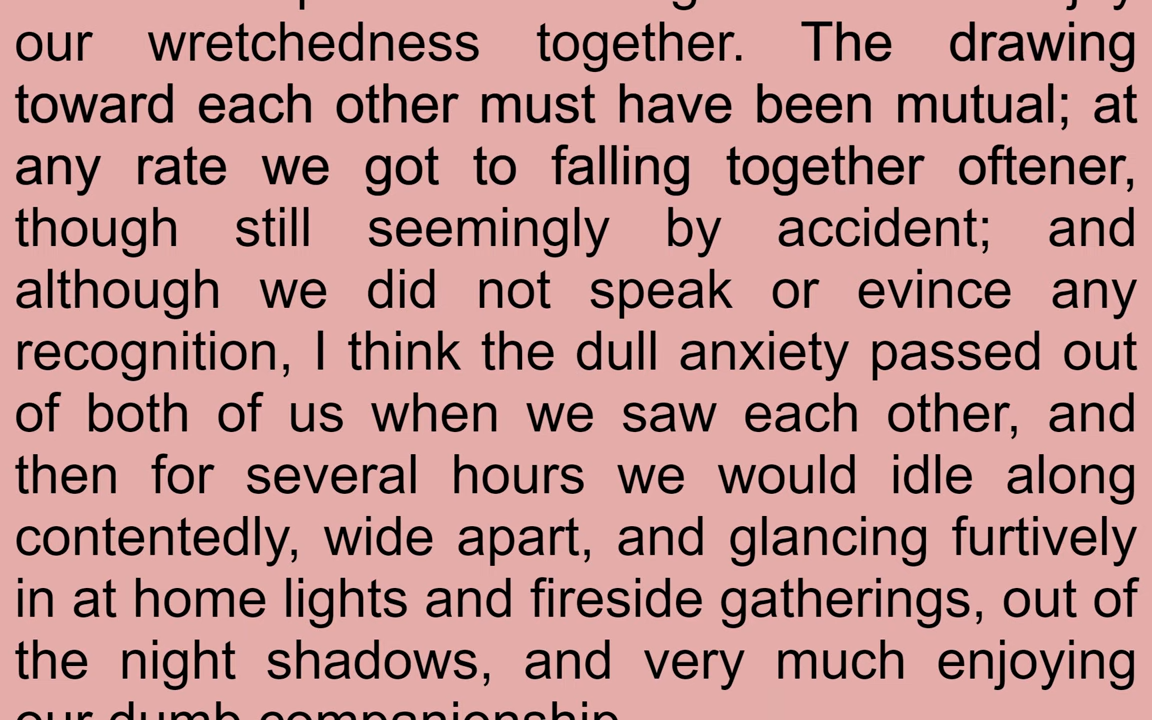 our wretchedness together. The drawing
toward each other must have been mutual; at
any rate we got to falling together oftener,
though still seemingly by accident; and
although we did not speak or evince any
recognition, I think the dull anxiety passed out
of both of us when we saw each other, and
then for several hours we would idle along
contentedly, wide apart, and glancing furtively
in at home lights and fireside gatherings, out of
the night shadows, and very much enjoying
our dumb companionship.